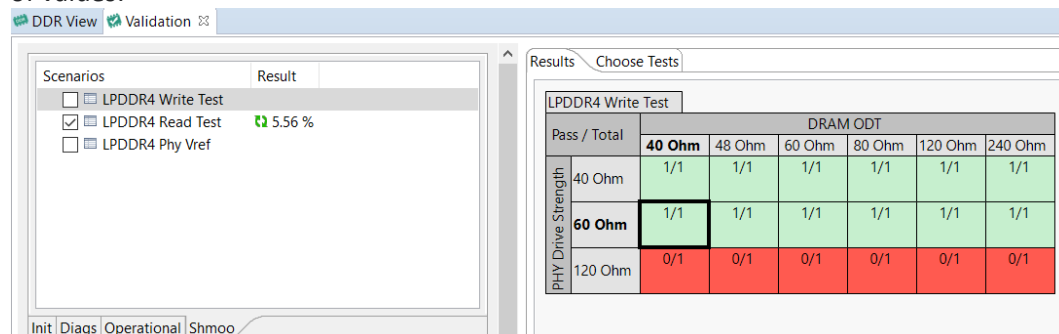 DDR View Validation
Scenarios Result
LPDDR4 Write Test
LPDDR4 Read Test 5.56 %
LPDDR4 Phy Vref
Init Diags Operational Shmoo
Results Choose Tests
LPDDR4 Write Test
Pass / Total DRAM ODT
40 Ohm 48 Ohm 60 Ohm 80 Ohm 120 Ohm 240 Ohm
PHY Drive Strength
40 Ohm 1/1 1/1 1/1 1/1 1/1 1/1
60 Ohm 1/1 1/1 1/1 1/1 1/1 1/1
120 Ohm 0/1 0/1 0/1 0/1 0/1 0/1